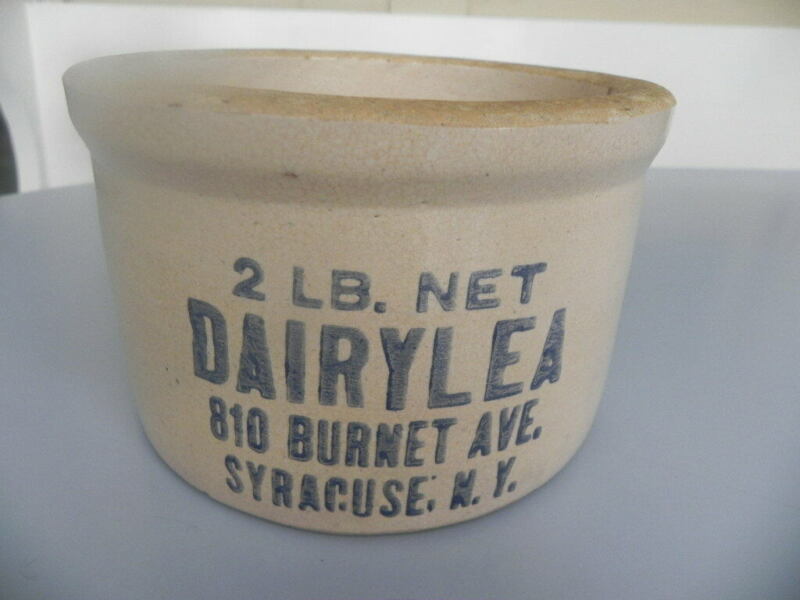 2 LB. NET
DAIRYLEA
810 BURNET AVE.
SYRACUSE, N. Y.